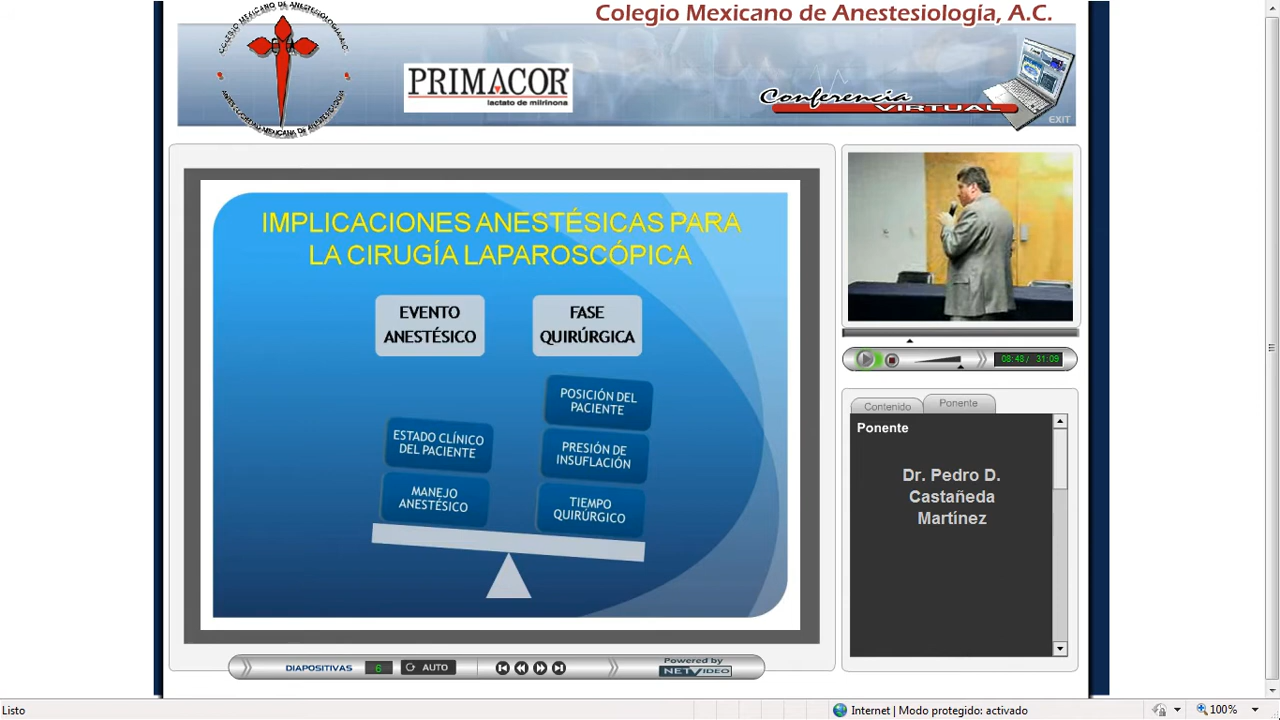 Colegio Mexicano de Anestesiología, A.C.
PRIMACOR
lactato de milrinona
Conferencia
VIRTUAL
EXIT
IMPLICACIONES ANESTÉSICAS PARA
LA CIRUGÍA LAPAROSCÓPICA
EVENTO
ANESTÉSICO
FASE
QUIRÚRGICA
POSICIÓN DEL
PACIENTE
ESTADO CLÍNICO
DEL PACIENTE
PRESIÓN DE
INSUFLACIÓN
MANEJO
ANESTÉSICO
TIEMPO
QUIRÚRGICO
08:48 / 31:09
Contenido
Ponente
Ponente
Dr. Pedro D.
Castañeda
Martínez
DIAPOSITIVAS 6 AUTO
Powered by
NETVIDEO
Listo
Internet | Modo protegido: activado
100%